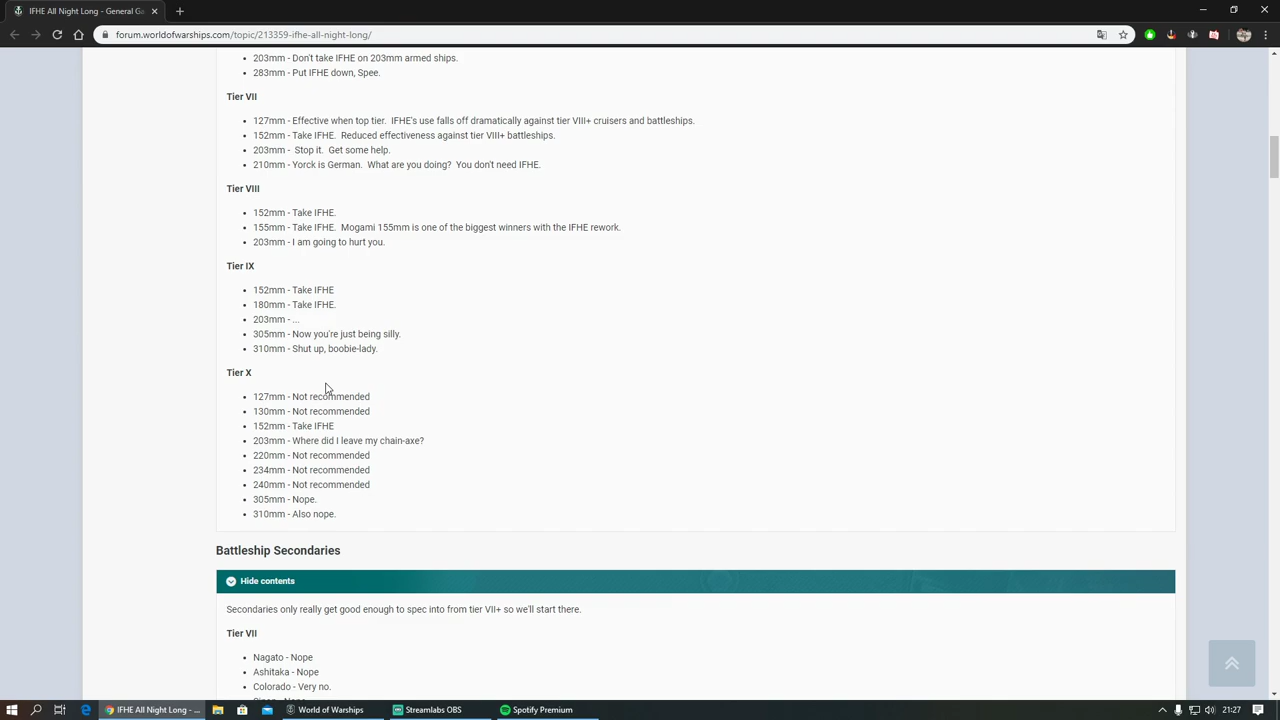 IFHE All Night Long - General Ga
forum.worldofwarships.com/topic/213359-ifhe-all-night-long/
203mm - Don't take IFHE on 203mm armed ships.
283mm - Put IFHE down, Spee.
Tier VII
127mm - Effective when top tier.  IFHE's use falls off dramatically against tier VIII+ cruisers and battleships.
152mm - Take IFHE.  Reduced effectiveness against tier VIII+ battleships.
203mm -  Stop it.  Get some help.
210mm - Yorck is German.  What are you doing?  You don't need IFHE.
Tier VIII
152mm - Take IFHE.
155mm - Take IFHE.  Mogami 155mm is one of the biggest winners with the IFHE rework.
203mm - I am going to hurt you.
Tier IX
152mm - Take IFHE
180mm - Take IFHE.
203mm - ...
305mm - Now you're just being silly.
310mm - Shut up, boobie-lady.
Tier X
127mm - Not recommended
130mm - Not recommended
152mm - Take IFHE
203mm - Where did I leave my chain-axe?
220mm - Not recommended
234mm - Not recommended
240mm - Not recommended
305mm - Nope.
310mm - Also nope.
Battleship Secondaries
Hide contents
Secondaries only really get good enough to spec into from tier VII+ so we'll start there.
Tier VII
Nagato - Nope
Ashitaka - Nope
Colorado - Very no.
IFHE All Night Long - ...
World of Warships
Streamlabs OBS
Spotify Premium
21:27